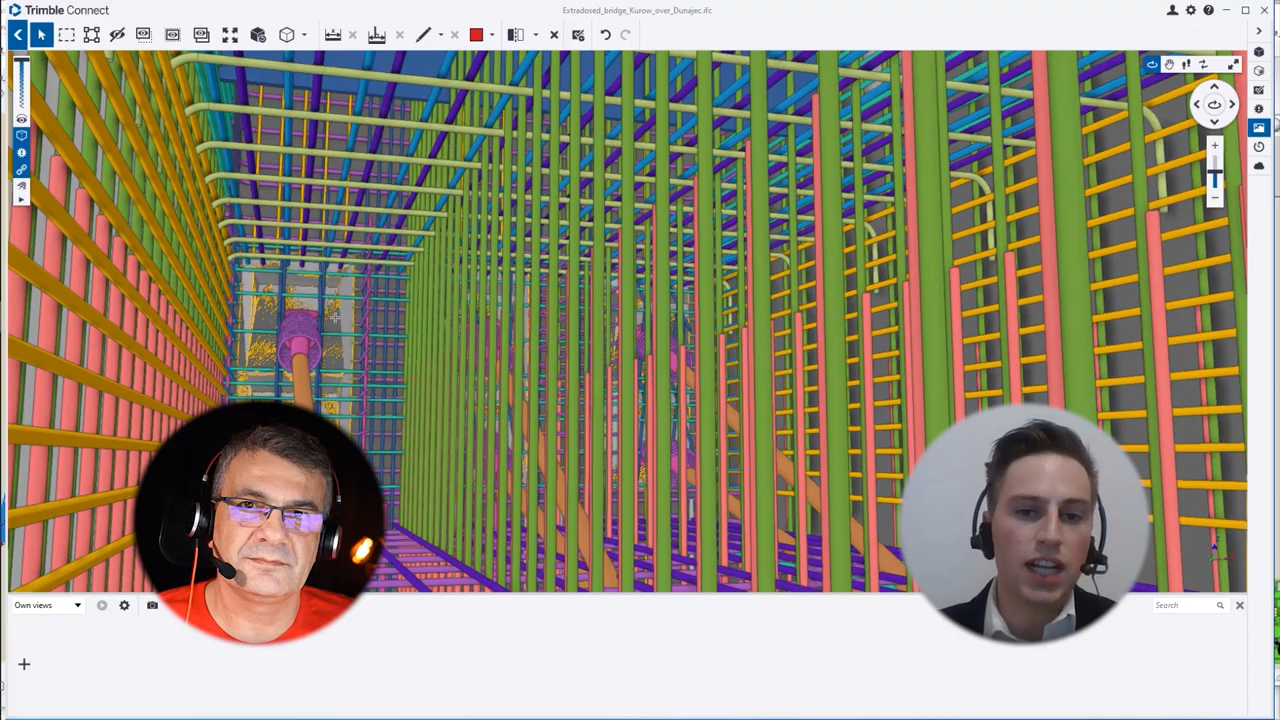 Trimble Connect
Extradosed_bridge_Kurow_over_Dunajec.ifc
Own views
Search